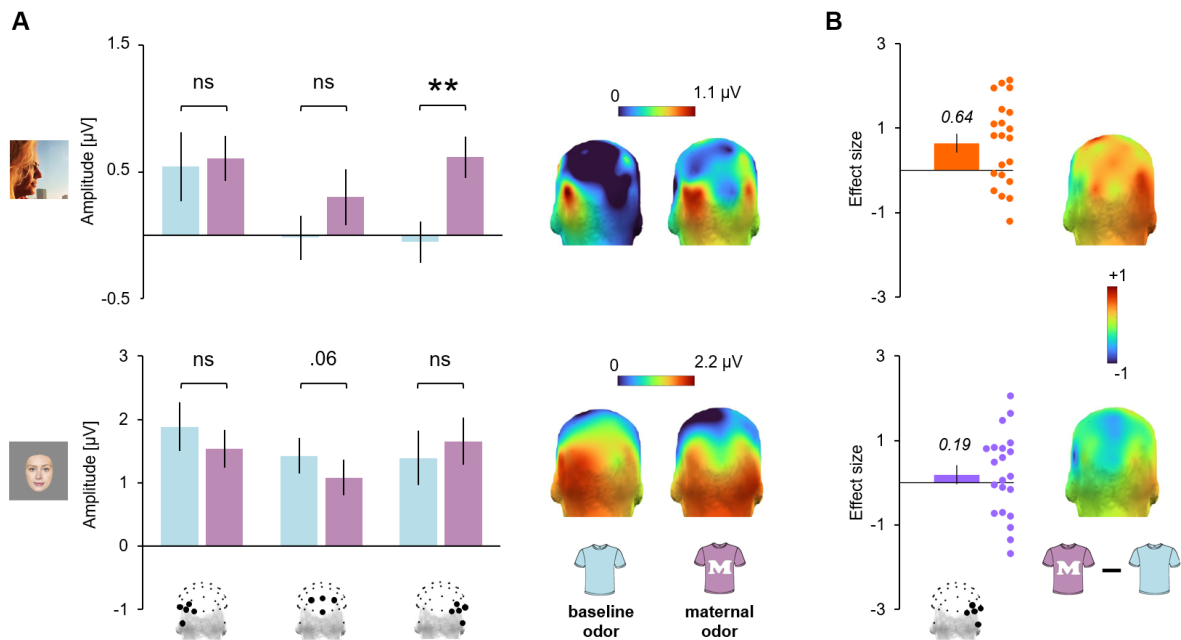 A
B
1.5
0.5
-0.5
Amplitude [µV]
ns
ns
**
0
1.1 µV
3
1
-1
-3
Effect size
0.64
+1
-1
3
2
1
0
-1
Amplitude [µV]
ns
.06
ns
0
2.2 µV
M
baseline
odor
maternal
odor
3
1
-1
-3
Effect size
0.19
M